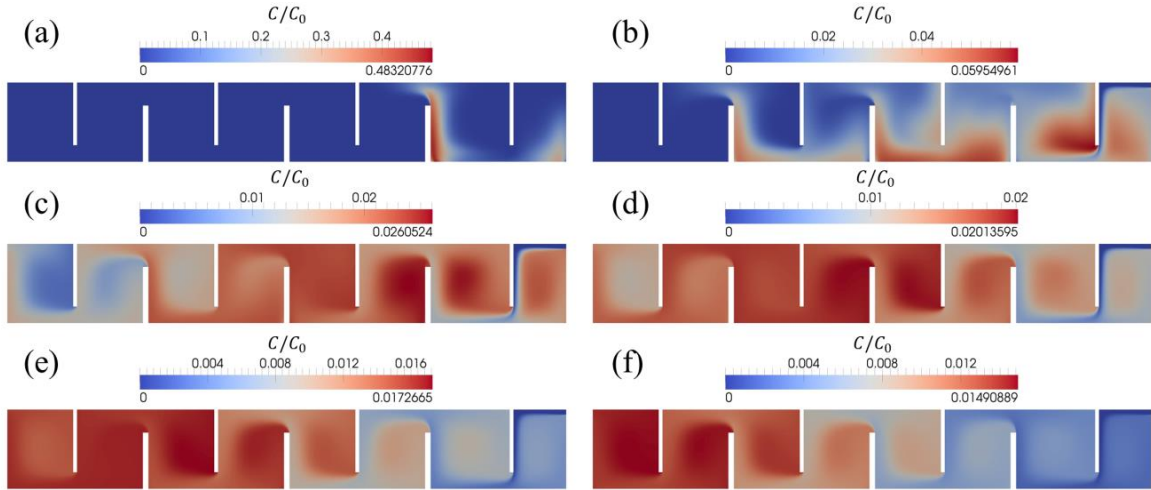 (a)
C/C₀
0.1 0.2 0.3 0.4
0 0.48320776
(b)
C/C₀
0.02 0.04
0 0.05954961
(c)
C/C₀
0.01 0.02
0 0.0260524
(d)
C/C₀
0.01 0.02
0 0.02013595
(e)
C/C₀
0.004 0.008 0.012 0.016
0 0.0172665
(f)
C/C₀
0.004 0.008 0.012
0 0.01490889